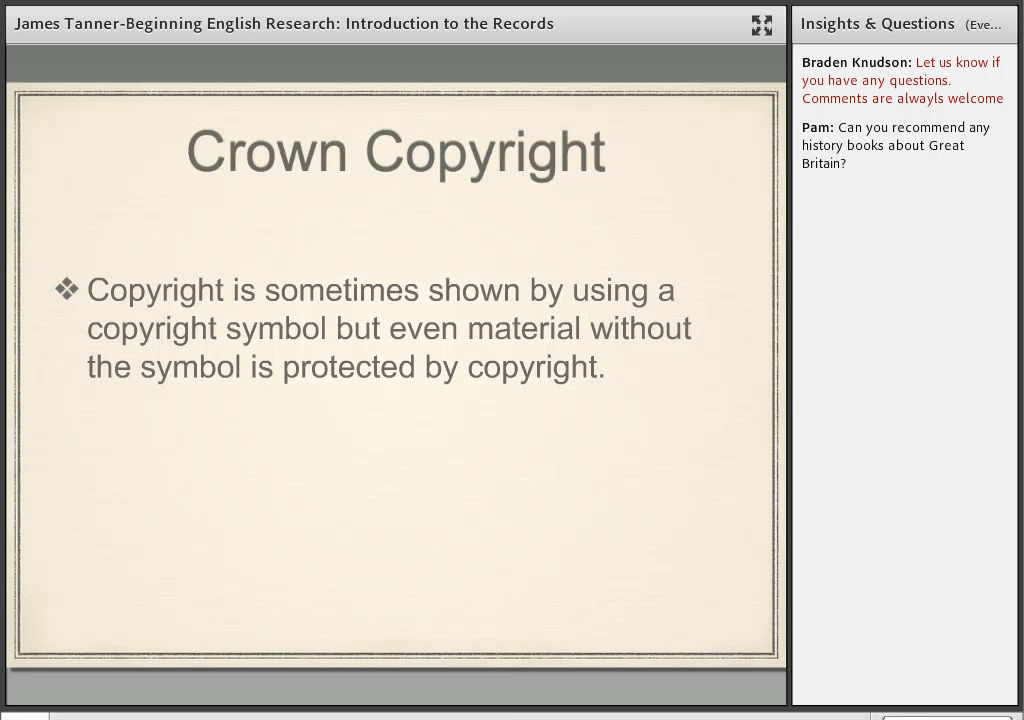 James Tanner-Beginning English Research: Introduction to the Records
Crown Copyright
❖ Copyright is sometimes shown by using a
copyright symbol but even material without
the symbol is protected by copyright.
Insights & Questions (Eve...
Braden Knudson: Let us know if
you have any questions.
Comments are alwayls welcome
Pam: Can you recommend any
history books about Great
Britain?